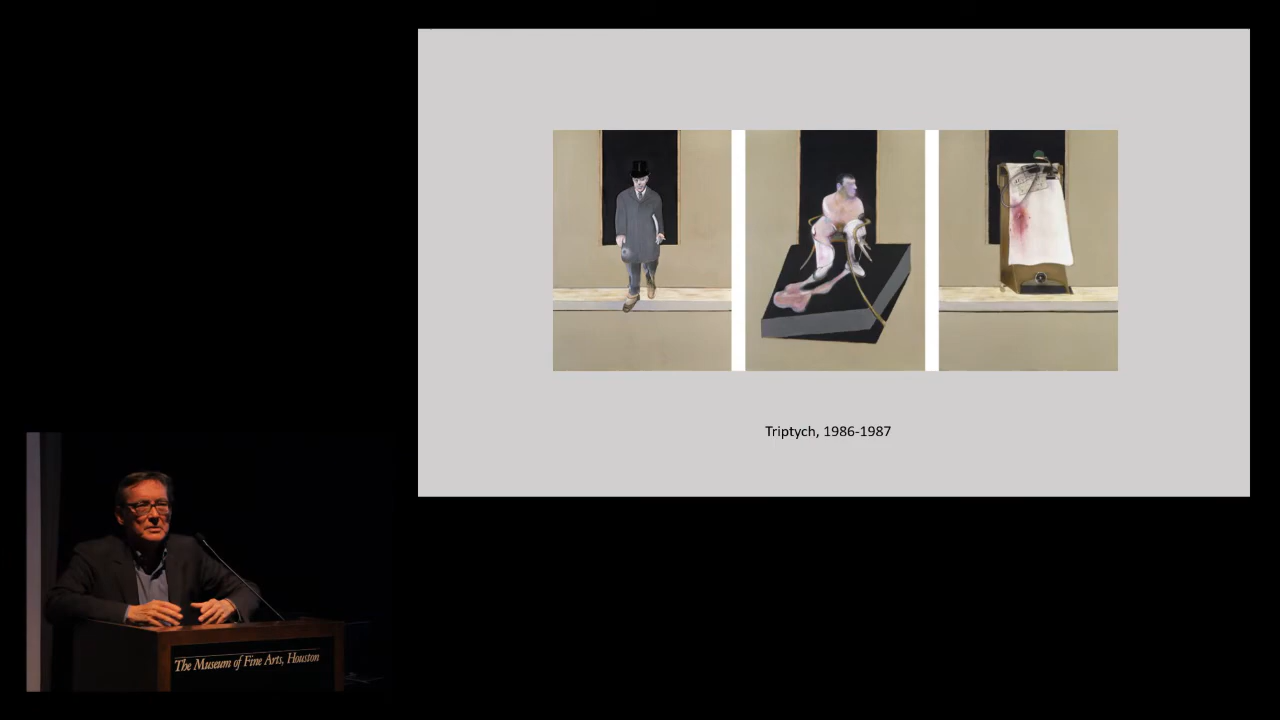 Triptych, 1986-1987
The Museum of Fine Arts, Houston